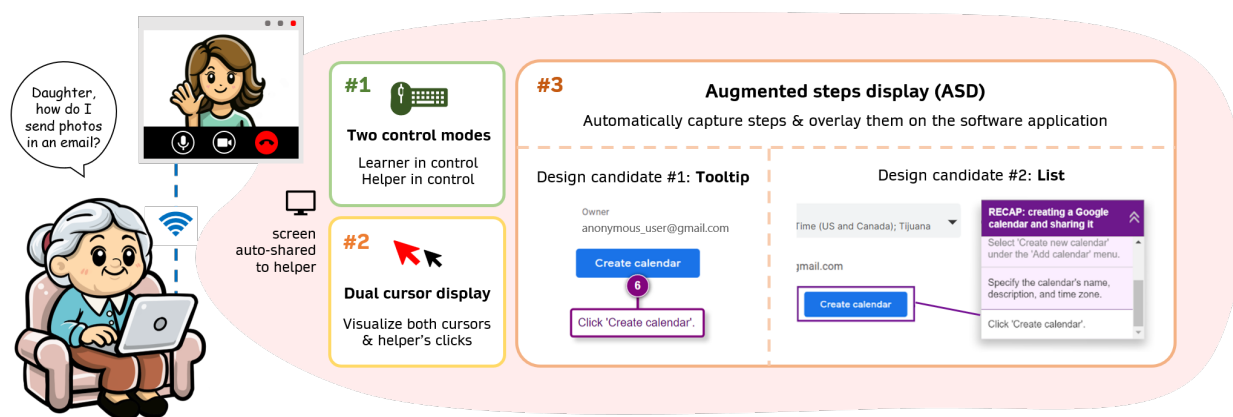 Daughter,
how do I
send photos
in an email?
screen
auto-shared
to helper
#1
Two control modes
Learner in control
Helper in control
#2
Dual cursor display
Visualize both cursors
& helper's clicks
#3
Augmented steps display (ASD)
Automatically capture steps & overlay them on the software application
Design candidate #1: Tooltip
Owner
anonymous_user@gmail.com
Create calendar
6
Click 'Create calendar'.
Design candidate #2: List
Time (US and Canada); Tijuana
gmail.com
Create calendar
RECAP: creating a Google
calendar and sharing it
Select 'Create new calendar'
under the 'Add calendar' menu.
Specify the calendar's name,
description, and time zone.
Click 'Create calendar'.